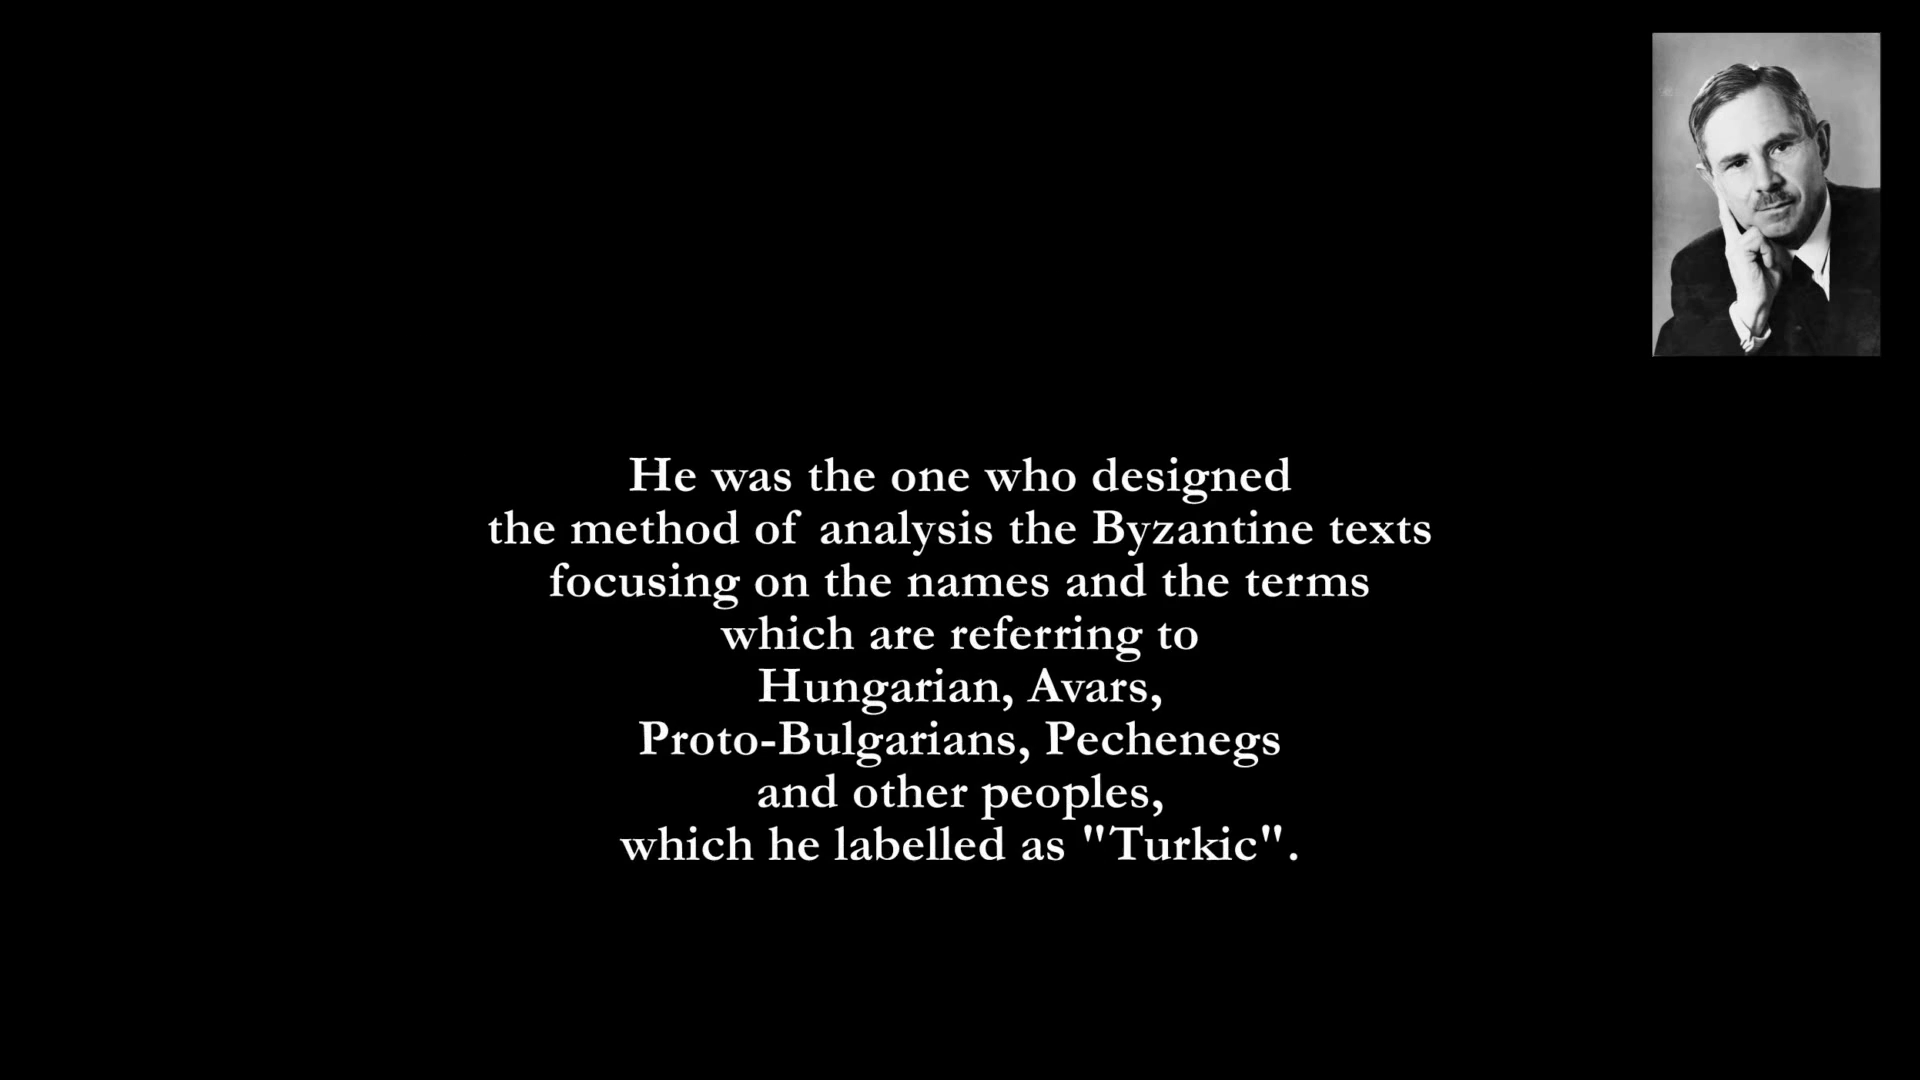 He was the one who designed
the method of analysis the Byzantine texts
focusing on the names and the terms
which are referring to
Hungarian, Avars,
Proto-Bulgarians, Pechenegs
and other peoples,
which he labelled as "Turkic".